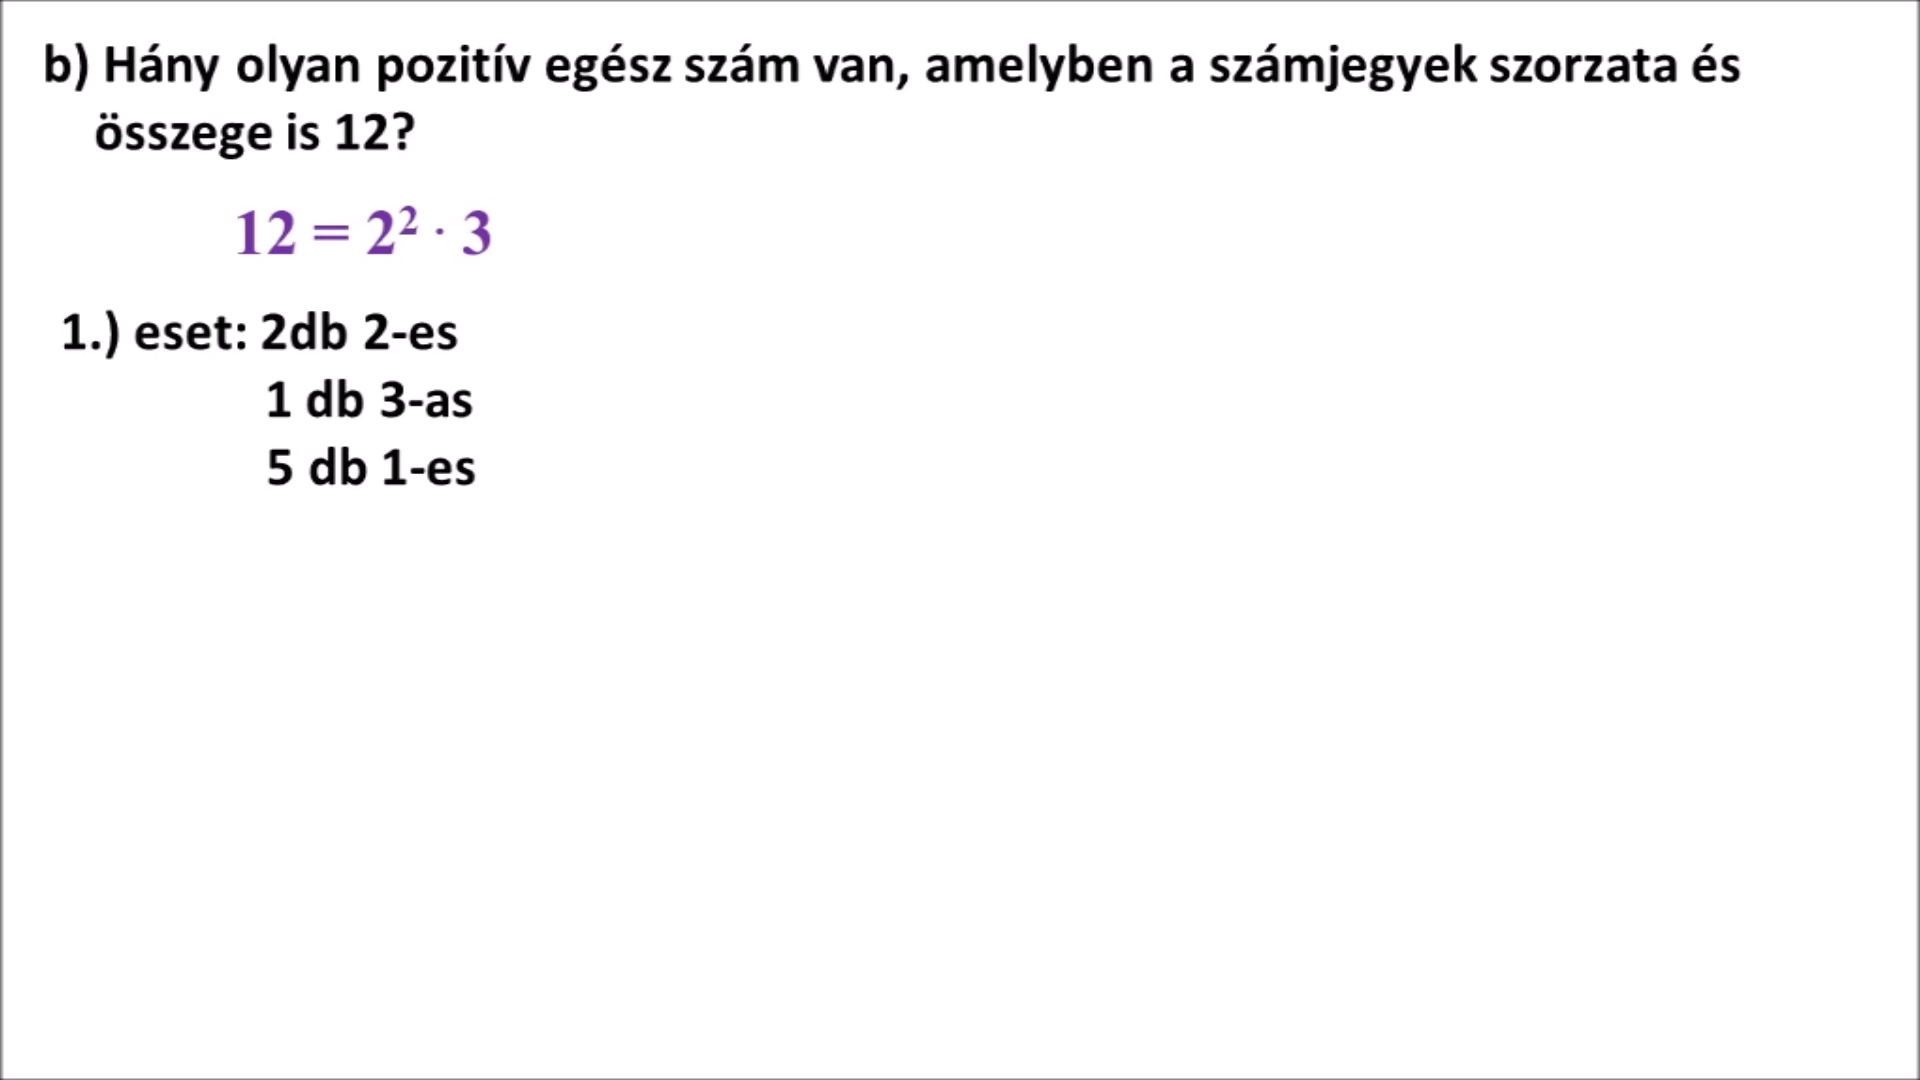 b) Hány olyan pozitív egész szám van, amelyben a számjegyek szorzata és
összege is 12?
12 = 2² · 3
1.) eset: 2db 2-es
1 db 3-as
5 db 1-es